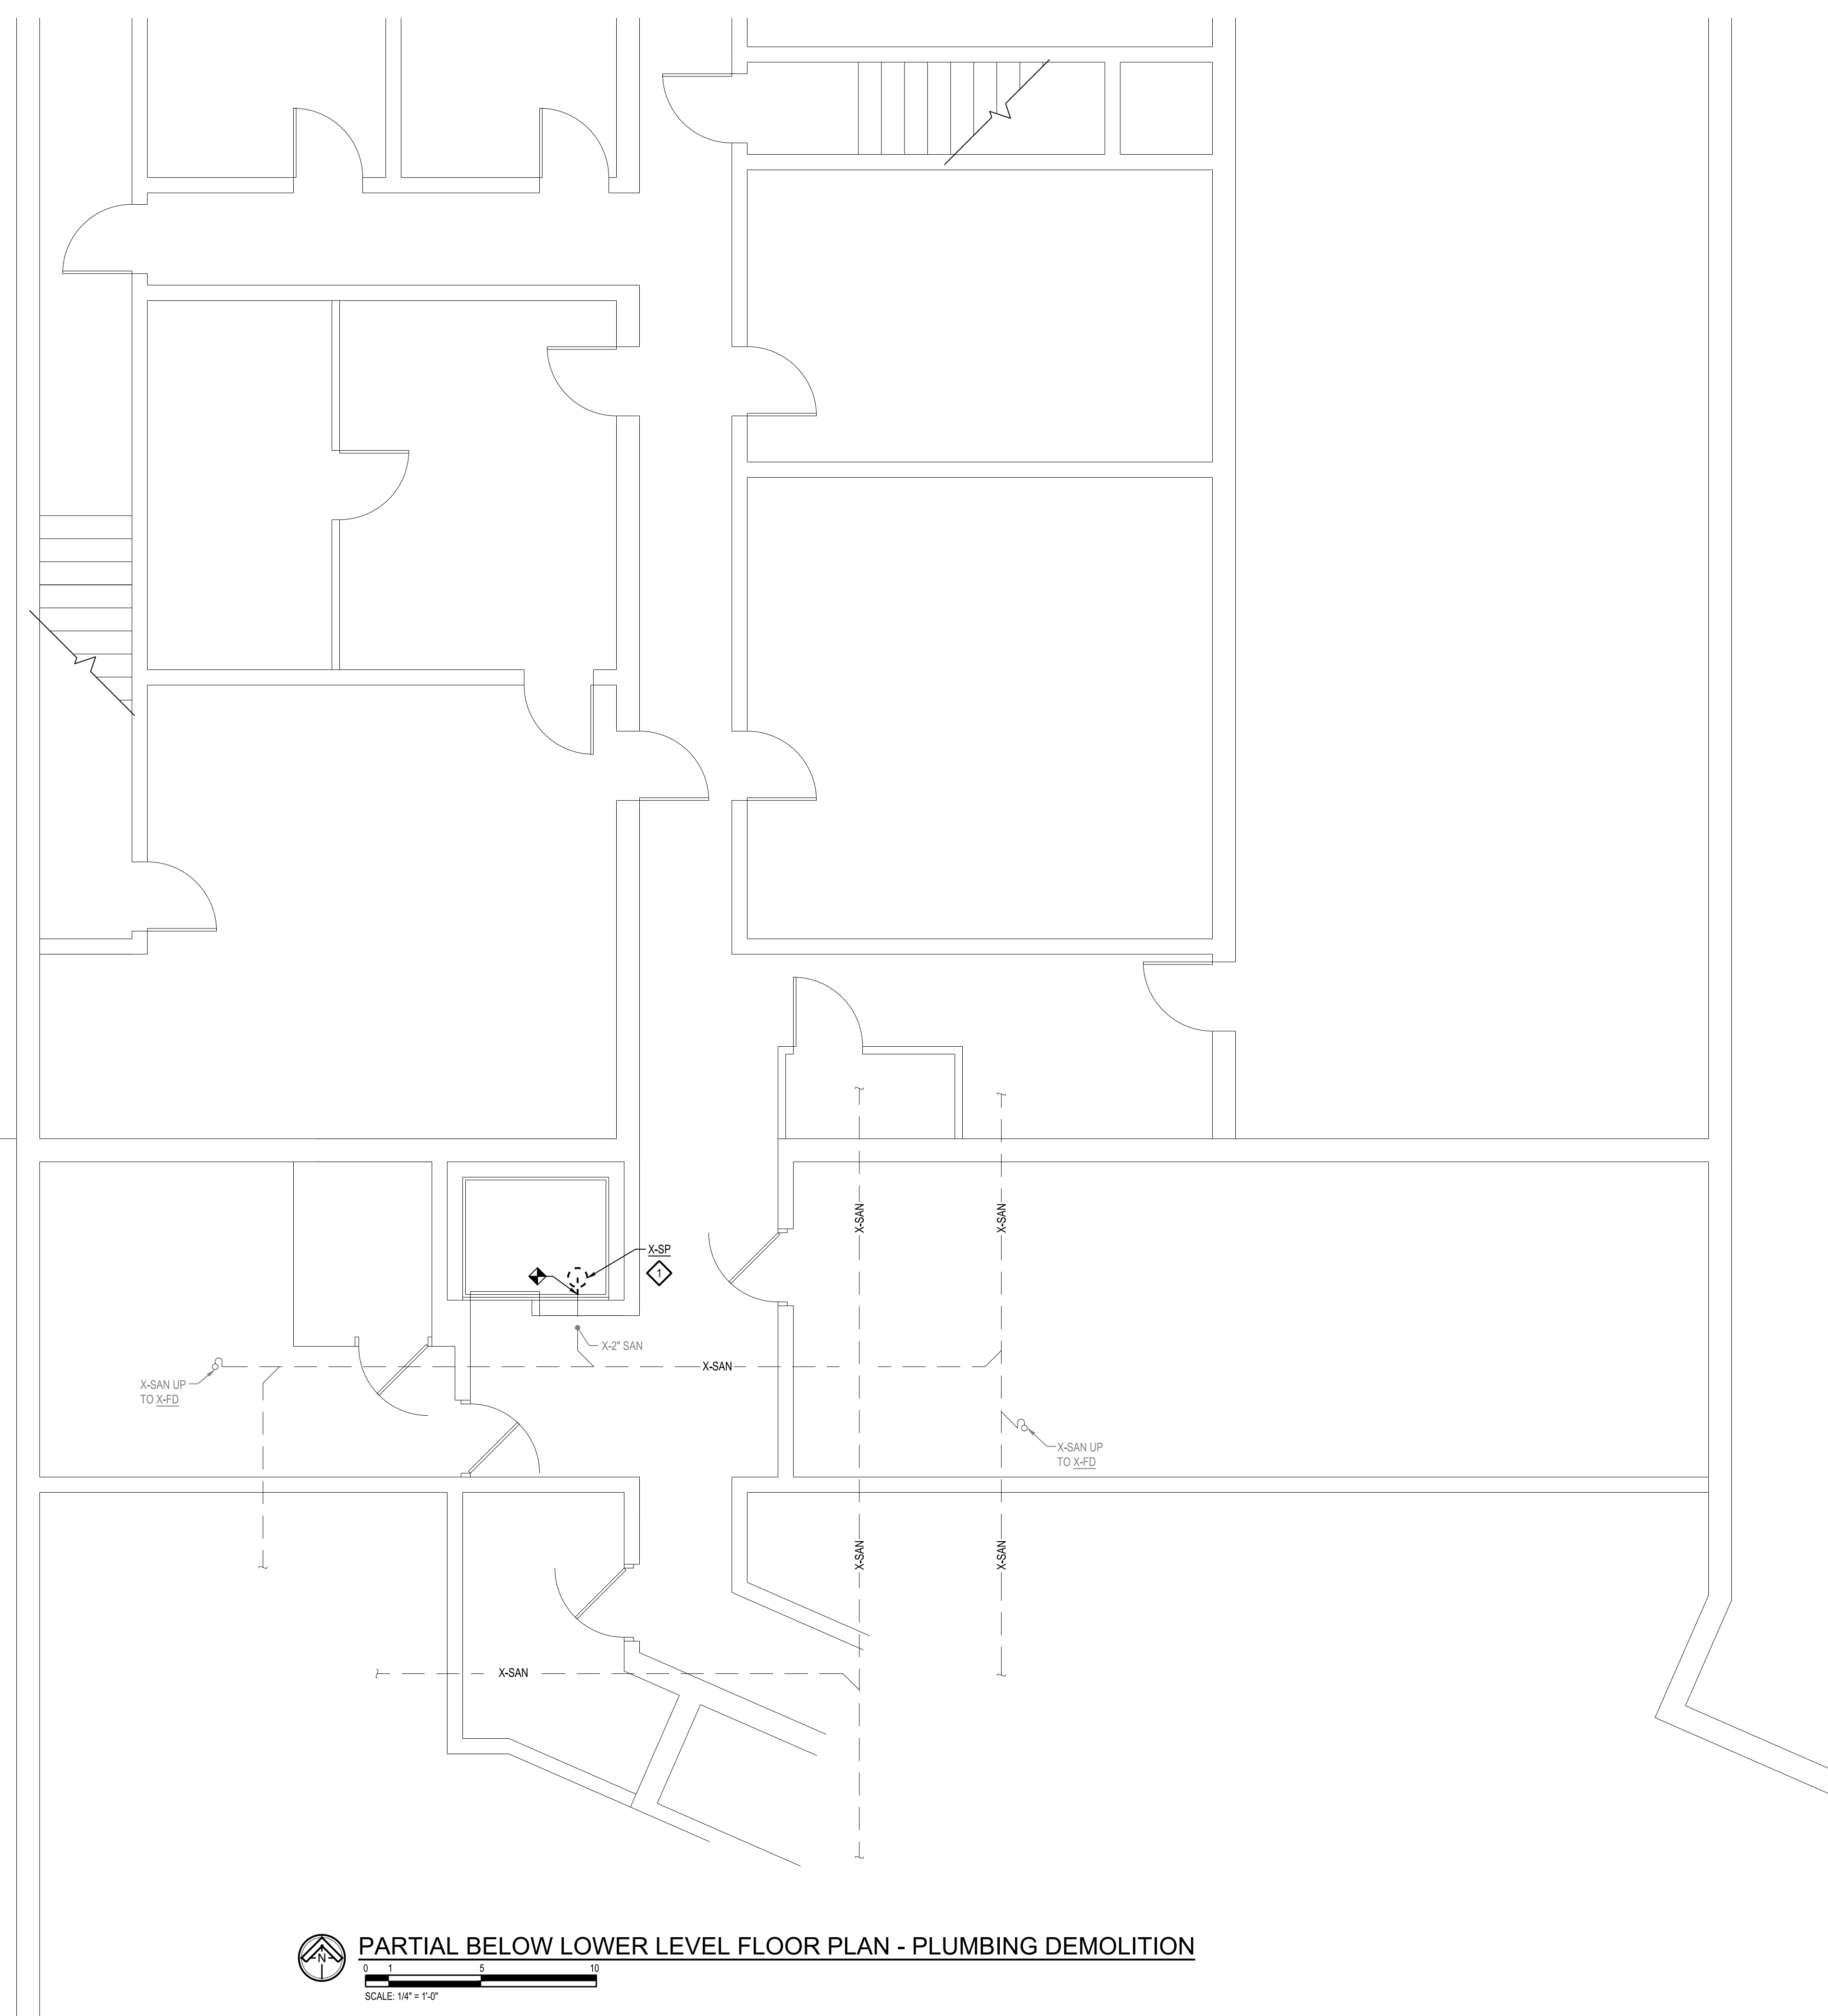 X-SAN
X-SAN
X-SP
1
X-2" SAN
X-SAN
X-SAN UP
TO X-FD
X-SAN UP
TO X-FD
X-SAN
X-SAN
X-SAN
N
PARTIAL BELOW LOWER LEVEL FLOOR PLAN - PLUMBING DEMOLITION
0 1 5 10
SCALE: 1/4" = 1'-0"